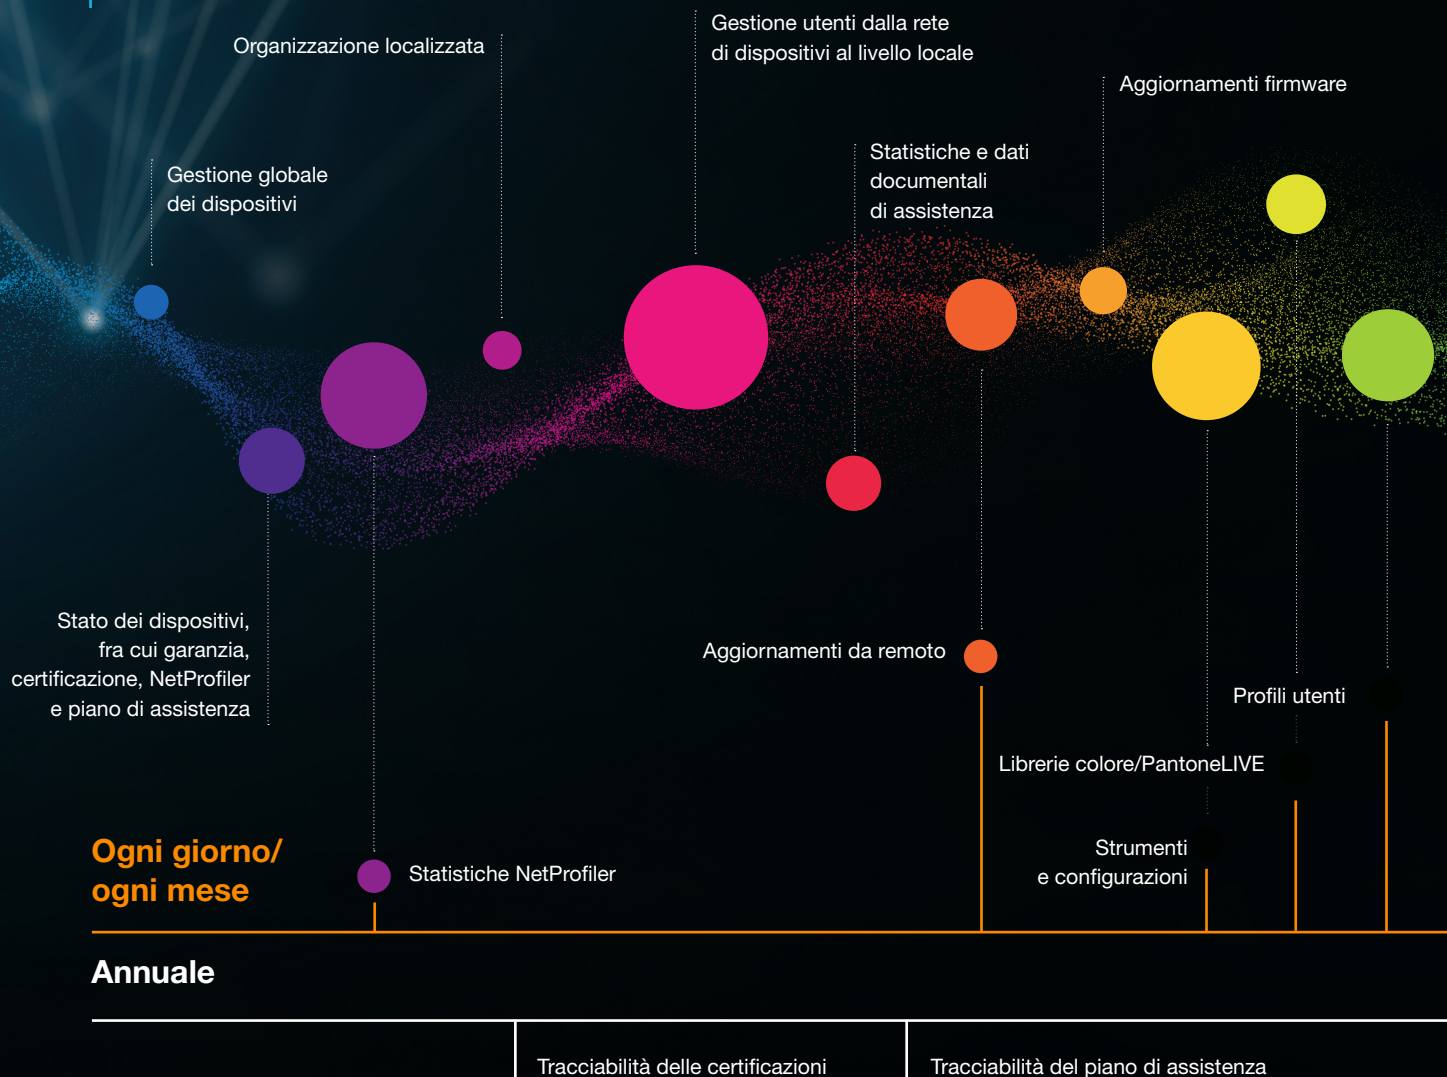 Gestione utenti dalla rete
di dispositivi al livello locale
Organizzazione localizzata
Aggiornamenti firmware
Statistiche e dati
documentali
di assistenza
Gestione globale
dei dispositivi
Stato dei dispositivi,
fra cui garanzia,
certificazione, NetProfiler
e piano di assistenza
Aggiornamenti da remoto
Profili utenti
Librerie colore/PantoneLIVE
Strumenti
e configurazioni
Ogni giorno/
ogni mese
Statistiche NetProfiler
Annuale
Tracciabilità delle certificazioni
Tracciabilità del piano di assistenza